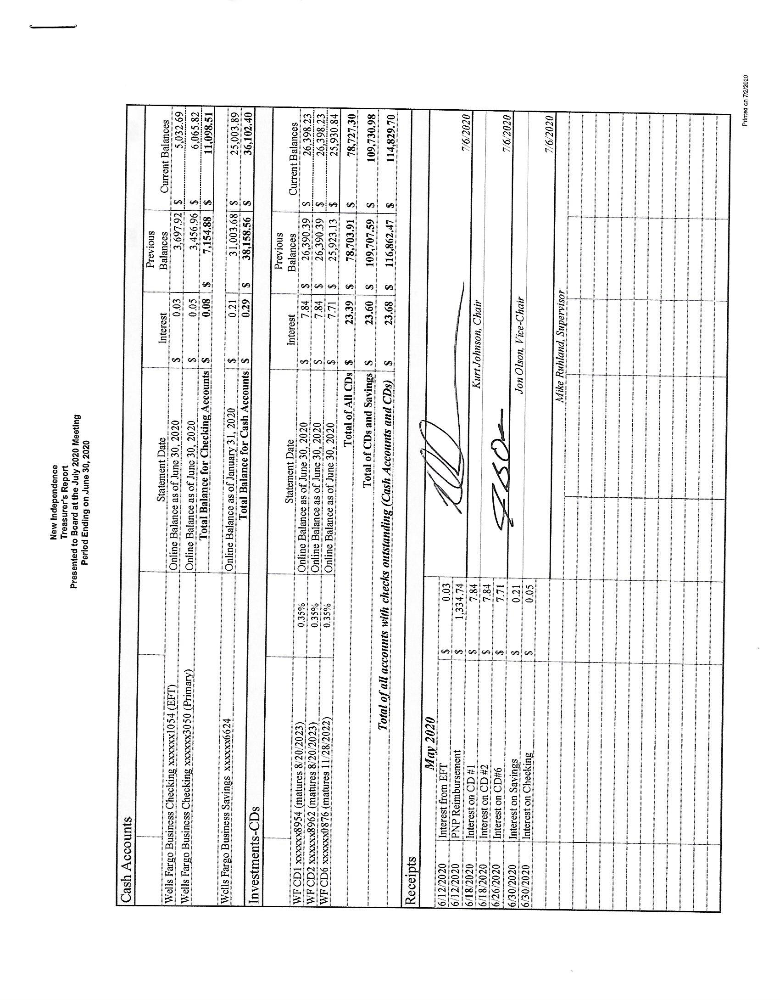 New Independence
Treasurer's Report
Presented to Board at the July 2020 Meeting
Period Ending on June 30, 2020
Cash Accounts
Statement Date Interest Previous Balances Current Balances
Wells Fargo Business Checking xxxxxx1054 (EFT) Online Balance as of June 30, 2020 $ 0.03 3,697.92 $ 5,032.69
Wells Fargo Business Checking xxxxxx3050 (Primary) Online Balance as of June 30, 2020 $ 0.05 3,456.96 $ 6,065.82
Total Balance for Checking Accounts $ 0.08 $ 7,154.88 $ 11,098.51
Wells Fargo Business Savings xxxxxx6624 Online Balance as of January 31, 2020 $ 0.21 31,003.68 $ 25,003.89
Total Balance for Cash Accounts $ 0.29 $ 38,158.56 $ 36,102.40
Investments-CDs
Statement Date Interest Previous Balances Current Balances
WF CD1 xxxxxx8954 (matures 8/20/2023) 0.35% Online Balance as of June 30, 2020 $ 7.84 $ 26,390.39 $ 26,398.23
WF CD2 xxxxxx8962 (matures 8/20/2023) 0.35% Online Balance as of June 30, 2020 $ 7.84 $ 26,390.39 $ 26,398.23
WF CD6 xxxxxx0876 (matures 11/28/2022) 0.35% Online Balance as of June 30, 2020 $ 7.71 $ 25,923.13 $ 25,930.84
Total of All CDs $ 23.39 $ 78,703.91 $ 78,727.30
Total of CDs and Savings $ 23.60 $ 109,707.59 $ 109,730.98
Total of all accounts with checks outstanding (Cash Accounts and CDs) $ 23.68 $ 116,862.47 $ 114,829.70
Receipts
May 2020
6/12/2020 Interest from EFT $ 0.03
6/12/2020 PNP Reimbursement $ 1,334.74
7/6/2020
6/18/2020 Interest on CD #1 $ 7.84
Kurt Johnson, Chair
6/18/2020 Interest on CD #2 $ 7.84
6/26/2020 Interest on CD#6 $ 7.71
7/6/2020
6/30/2020 Interest on Savings $ 0.21
Jon Olson, Vice-Chair
6/30/2020 Interest on Checking $ 0.05
7/6/2020
Mike Ruhland, Supervisor
Printed on 7/2/2020